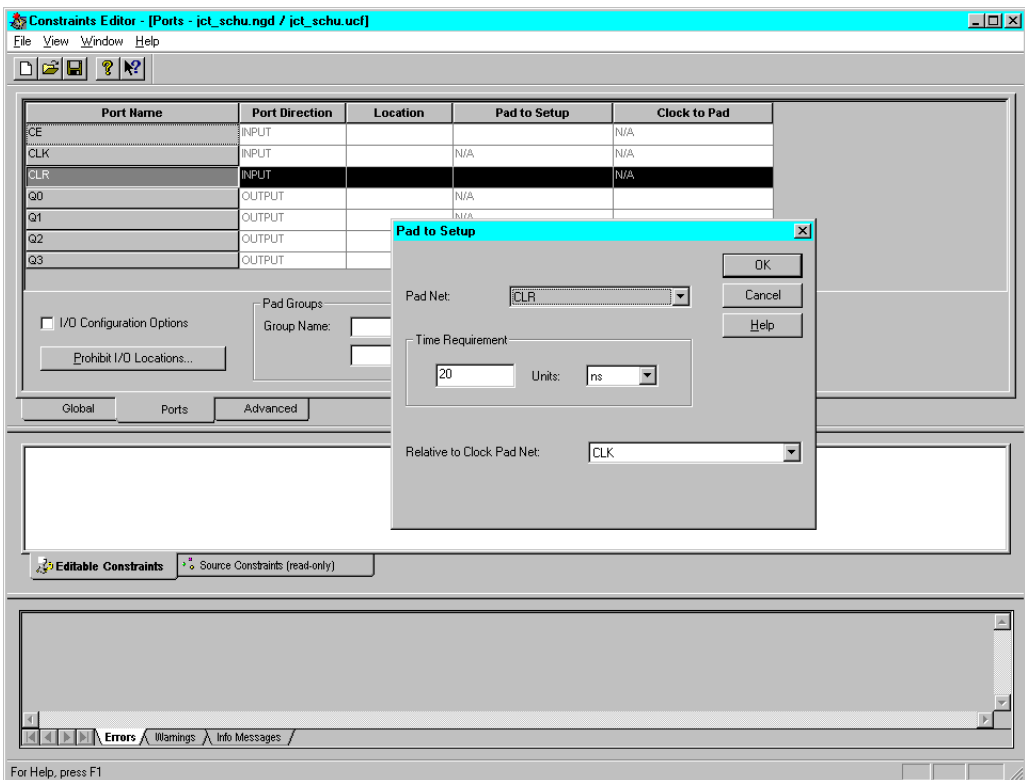 Constraints Editor - [Ports - jct_schu.ngd / jct_schu.ucf]
File View Window Help
Port Name Port Direction Location Pad to Setup Clock to Pad
CE INPUT N/A
CLK INPUT N/A N/A
CLR INPUT N/A
Q0 OUTPUT N/A
Q1 OUTPUT N/A
Q2 OUTPUT
Q3 OUTPUT
I/O Configuration Options
Prohibit I/O Locations...
Pad Groups
Group Name:
Global Ports Advanced
Pad to Setup
OK
Pad Net: CLR
Cancel
Help
Time Requirement
20 Units: ns
Relative to Clock Pad Net: CLK
Editable Constraints Source Constraints (read-only)
Errors Warnings Info Messages
For Help, press F1